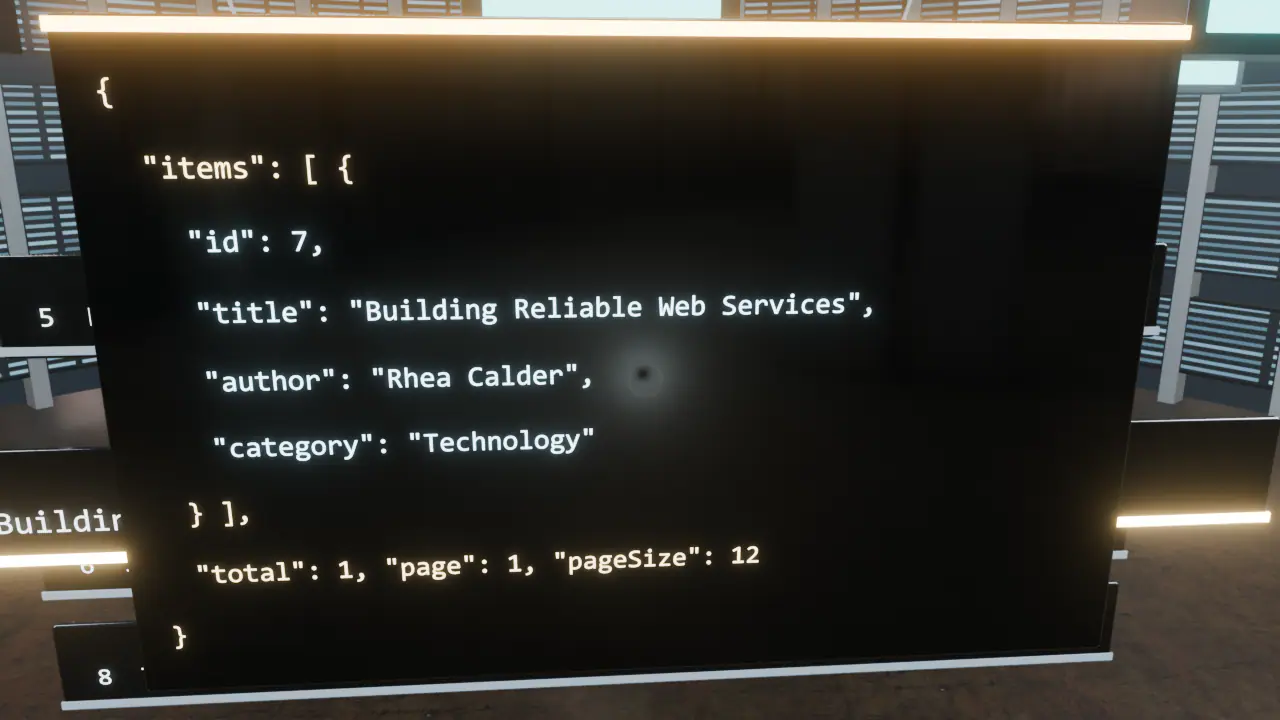 {
"items": [ {
"id": 7,
"title": "Building Reliable Web Services",
"author": "Rhea Calder",
"category": "Technology"
} ],
"total": 1, "page": 1, "pageSize": 12
}
5
6
8